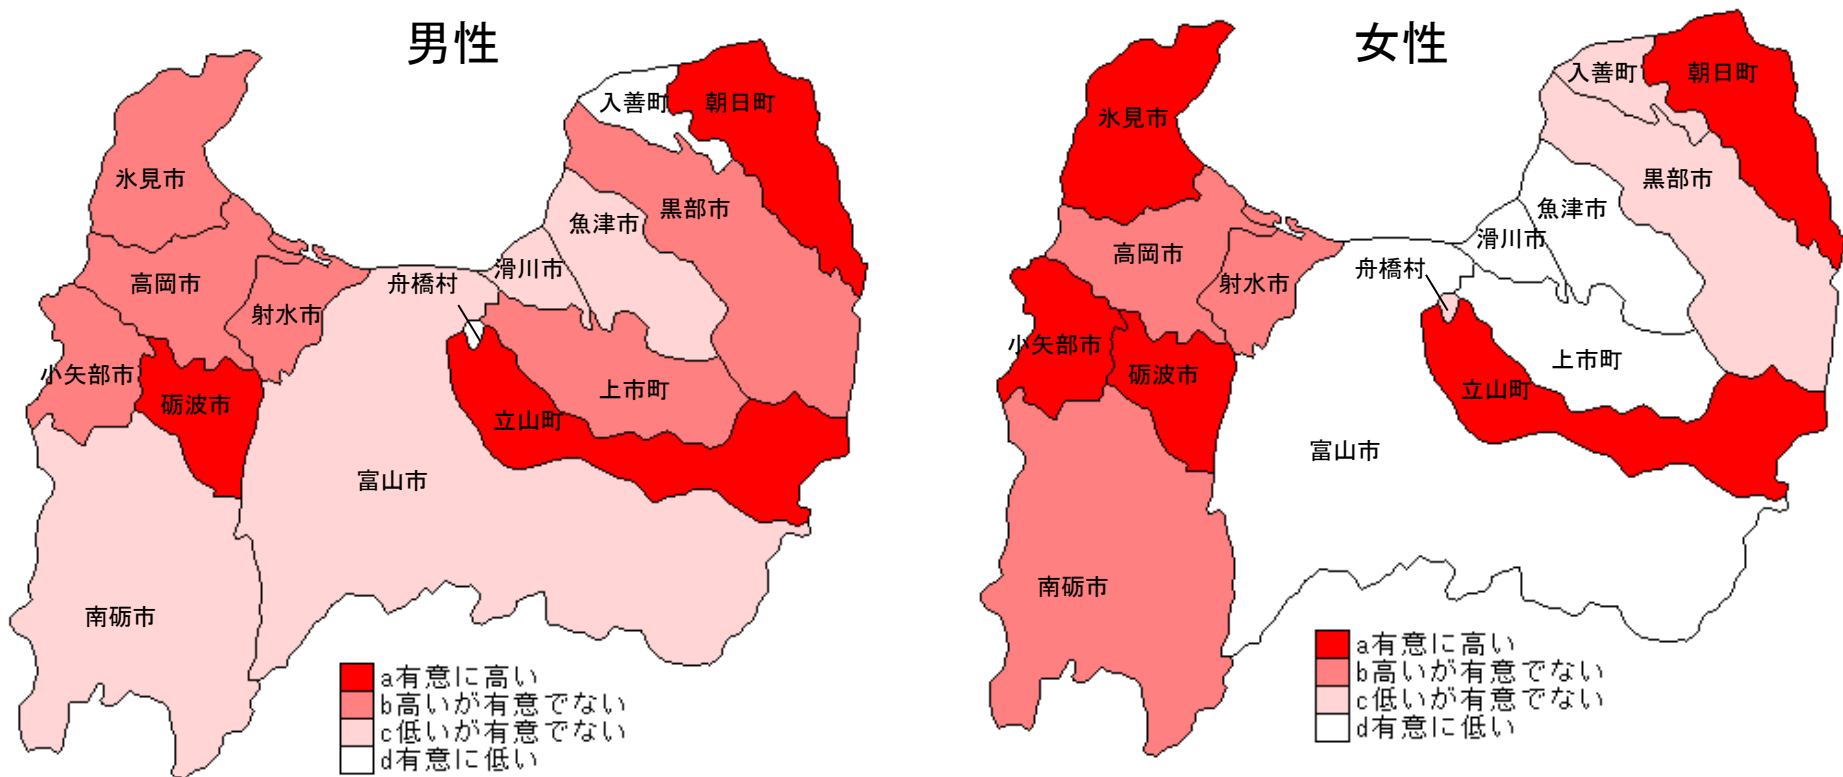 男性
入善町
朝日町
氷見市
黒部市
魚津市
滑川市
高岡市
舟橋村
射水市
小矢部市
砺波市
上市町
立山町
富山市
南砺市
a有意に高い
b高いが有意でない
c低いが有意でない
d有意に低い
女性
入善町
朝日町
氷見市
黒部市
魚津市
滑川市
高岡市
舟橋村
射水市
小矢部市
砺波市
上市町
立山町
富山市
南砺市
a有意に高い
b高いが有意でない
c低いが有意でない
d有意に低い